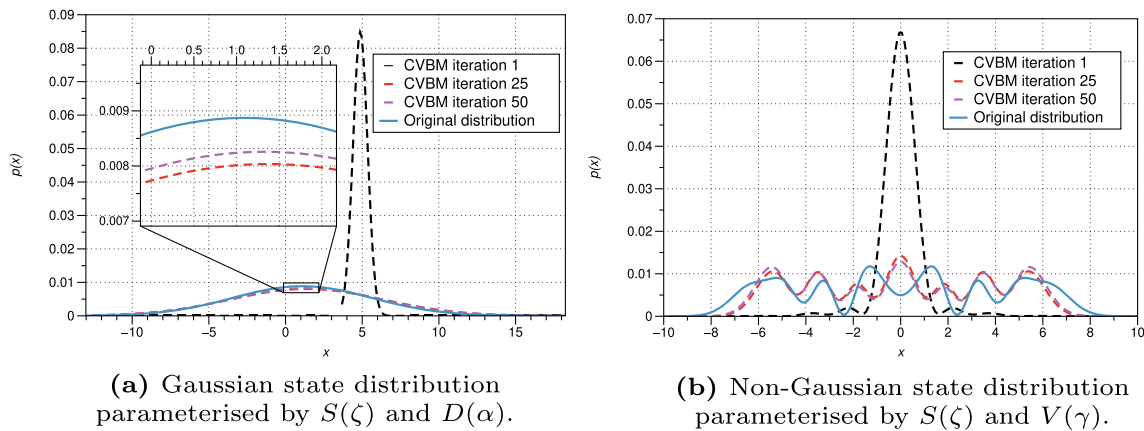 0.09
0.08
0.07
0.06
0.05
0.04
0.03
0.02
0.01
0
p(x)
0 0.5 1.0 1.5 2.0
0.009
0.008
0.007
CVBM iteration 1
CVBM iteration 25
CVBM iteration 50
Original distribution
-10 -5 0 5 10 15
x
(a) Gaussian state distribution
parameterised by S(ζ) and D(α).
0.07
0.06
0.05
0.04
0.03
0.02
0.01
0
p(x)
CVBM iteration 1
CVBM iteration 25
CVBM iteration 50
Original distribution
−10 −8 −6 −4 −2 0 2 4 6 8 10
x
(b) Non-Gaussian state distribution
parameterised by S(ζ) and V(γ).